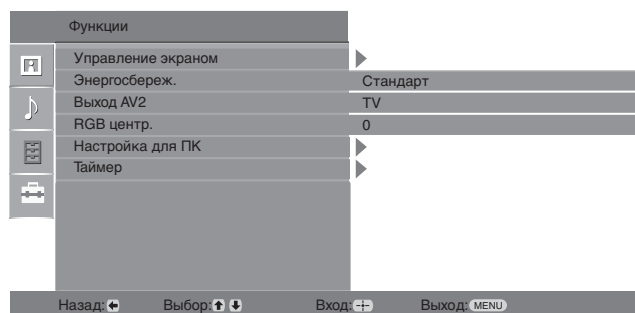 Функции
Управление экраном
Энергосбереж. Стандарт
Выход AV2 TV
RGB центр. 0
Настройка для ПК
Таймер
Назад: Выбор: Вход: Выход: MENU